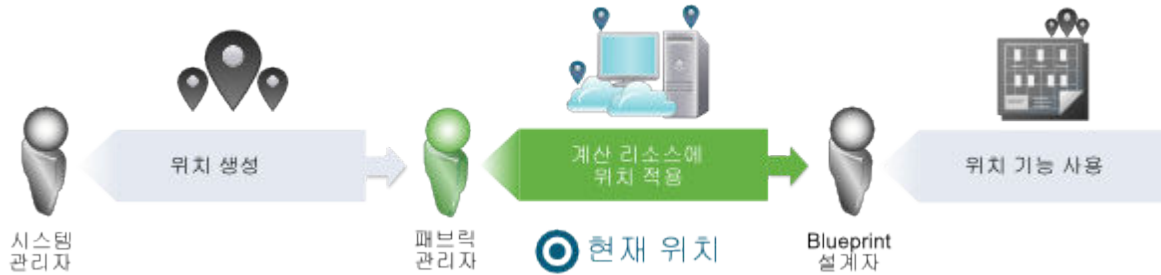 위치 생성
계산 리소스에
위치 적용
위치 기능 사용
시스템
관리자
패브릭
관리자
현재 위치
Blueprint
설계자